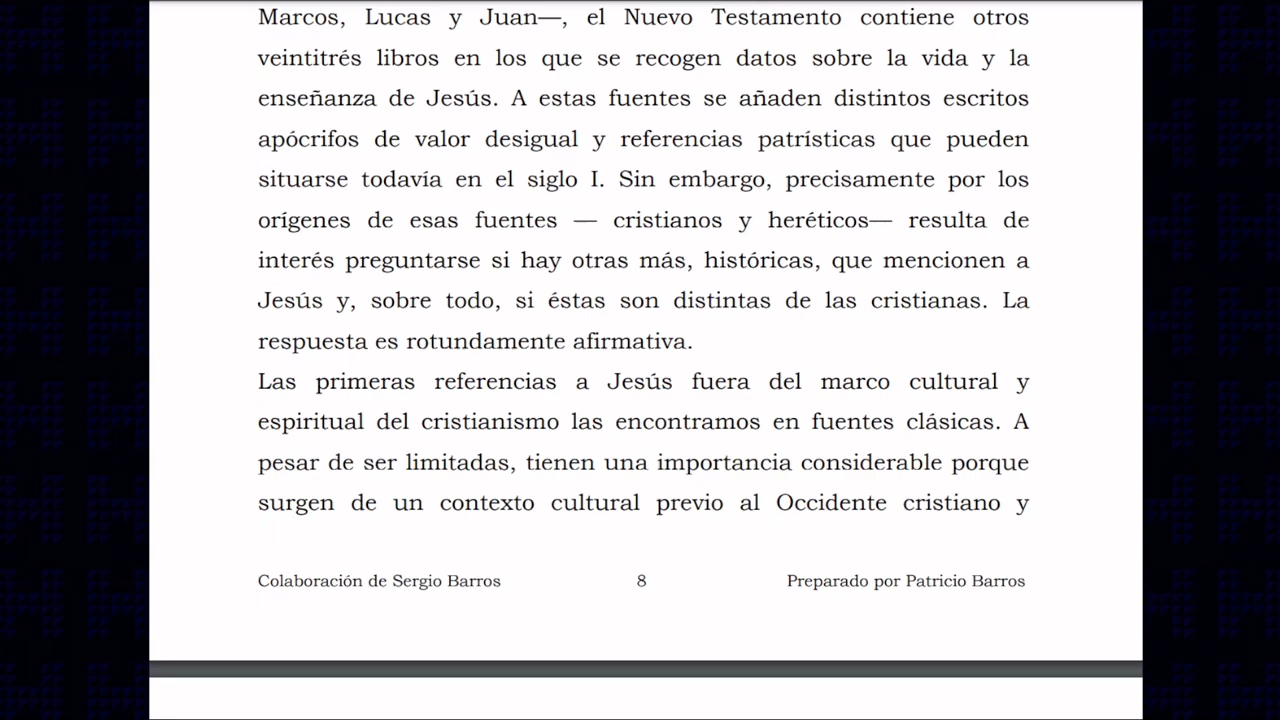 Marcos, Lucas y Juan—, el Nuevo Testamento contiene otros
veintitrés libros en los que se recogen datos sobre la vida y la
enseñanza de Jesús. A estas fuentes se añaden distintos escritos
apócrifos de valor desigual y referencias patrísticas que pueden
situarse todavía en el siglo I. Sin embargo, precisamente por los
orígenes de esas fuentes — cristianos y heréticos— resulta de
interés preguntarse si hay otras más, históricas, que mencionen a
Jesús y, sobre todo, si éstas son distintas de las cristianas. La
respuesta es rotundamente afirmativa.
Las primeras referencias a Jesús fuera del marco cultural y
espiritual del cristianismo las encontramos en fuentes clásicas. A
pesar de ser limitadas, tienen una importancia considerable porque
surgen de un contexto cultural previo al Occidente cristiano y
Colaboración de Sergio Barros 8 Preparado por Patricio Barros